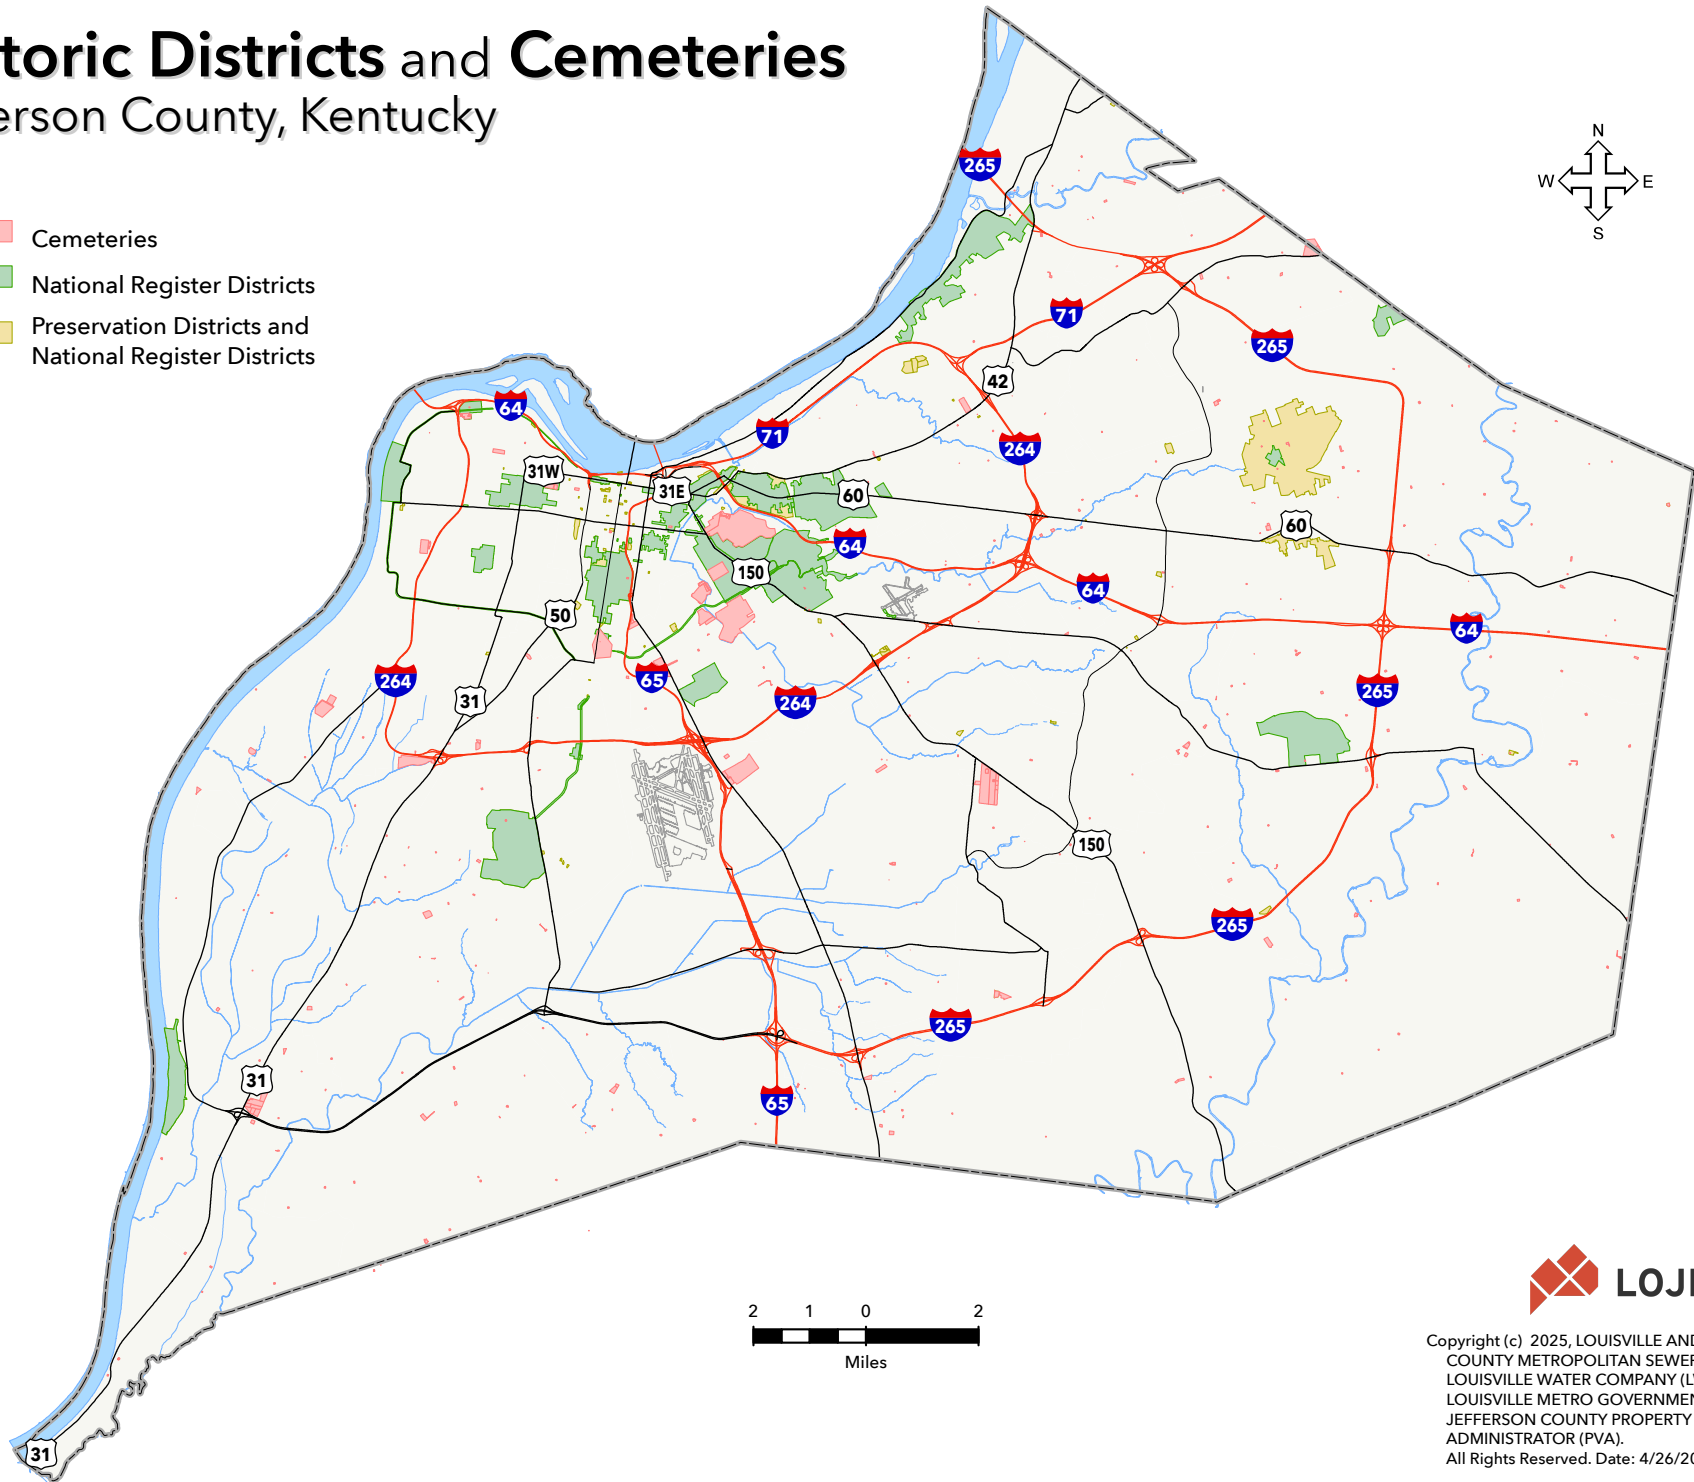 toric Districts and Cemeteries
erson County, Kentucky
Cemeteries
National Register Districts
Preservation Districts and
National Register Districts
N
W E
S
265
71
265
42
64
71
264
31W
31E
60
60
64
150
64
50
64
264
31
65
264
265
150
265
265
31
65
31
2 1 0 2
Miles
LOJI
Copyright (c) 2025, LOUISVILLE AND
COUNTY METROPOLITAN SEWER
LOUISVILLE WATER COMPANY (L
LOUISVILLE METRO GOVERNMEN
JEFFERSON COUNTY PROPERTY
ADMINISTRATOR (PVA).
All Rights Reserved. Date: 4/26/20